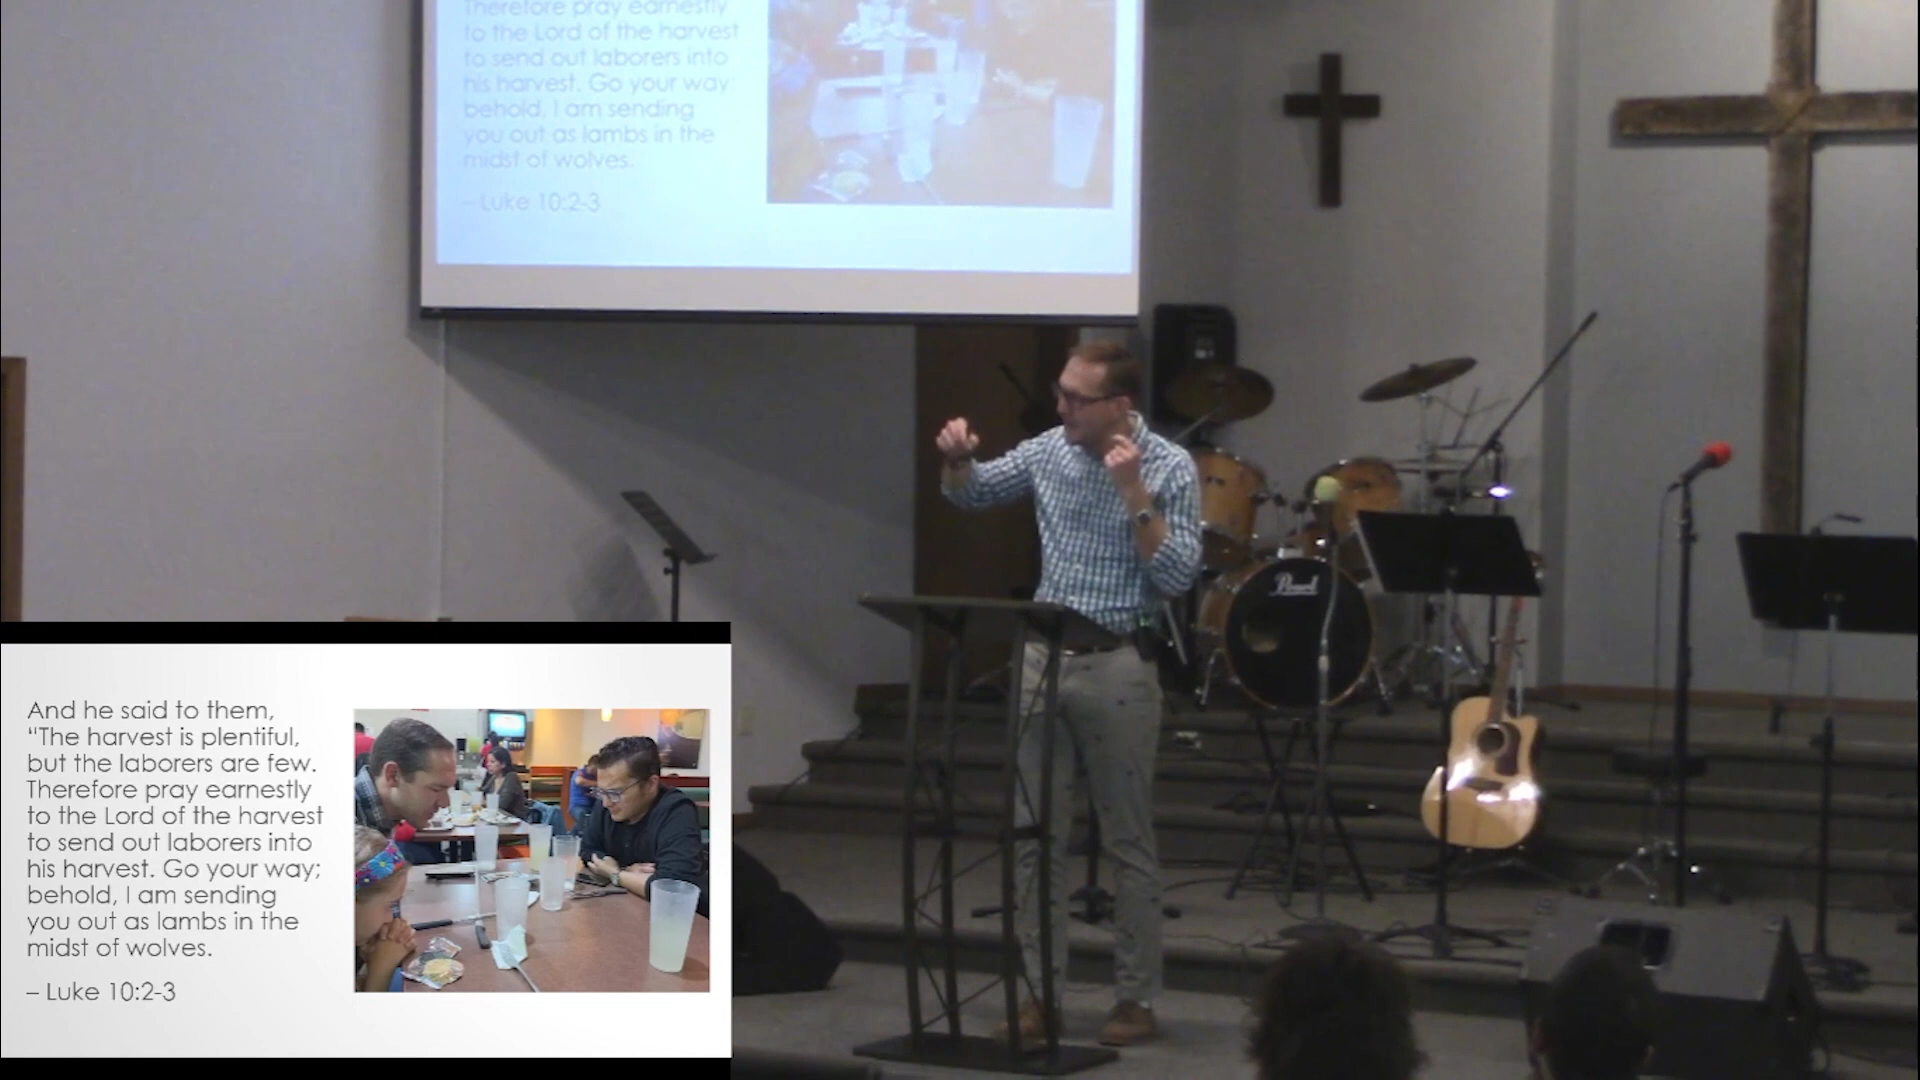 Therefore pray earnestly
to the Lord of the harvest
to send out laborers into
his harvest. Go your way;
behold, I am sending
you out as lambs in the
midst of wolves.
– Luke 10:2-3
Pearl
And he said to them,
“The harvest is plentiful,
but the laborers are few.
Therefore pray earnestly
to the Lord of the harvest
to send out laborers into
his harvest. Go your way;
behold, I am sending
you out as lambs in the
midst of wolves.
– Luke 10:2-3